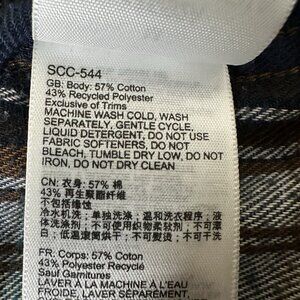 SCC-544
GB: Body: 57% Cotton
43% Recycled Polyester
Exclusive of Trims
MACHINE WASH COLD, WASH
SEPARATELY, GENTLE CYCLE,
LIQUID DETERGENT, DO NOT USE
FABRIC SOFTENERS, DO NOT
BLEACH, TUMBLE DRY LOW, DO NOT
IRON, DO NOT DRY CLEAN
CN: 衣身: 57% 棉
43% 再生聚酯纤维
不包括缝饰
冷水机洗；单独洗涤；温和洗衣程序；液
体洗涤剂；不可使用织物柔软剂；不可漂
白；低温滚筒烘干；不可熨烫；不可干洗
FR: Corps: 57% Coton
43% Polyester Recyclé
Sauf Garnitures
LAVER À LA MACHINE À L'EAU
FROIDE, LAVER SÉPARÉMENT,